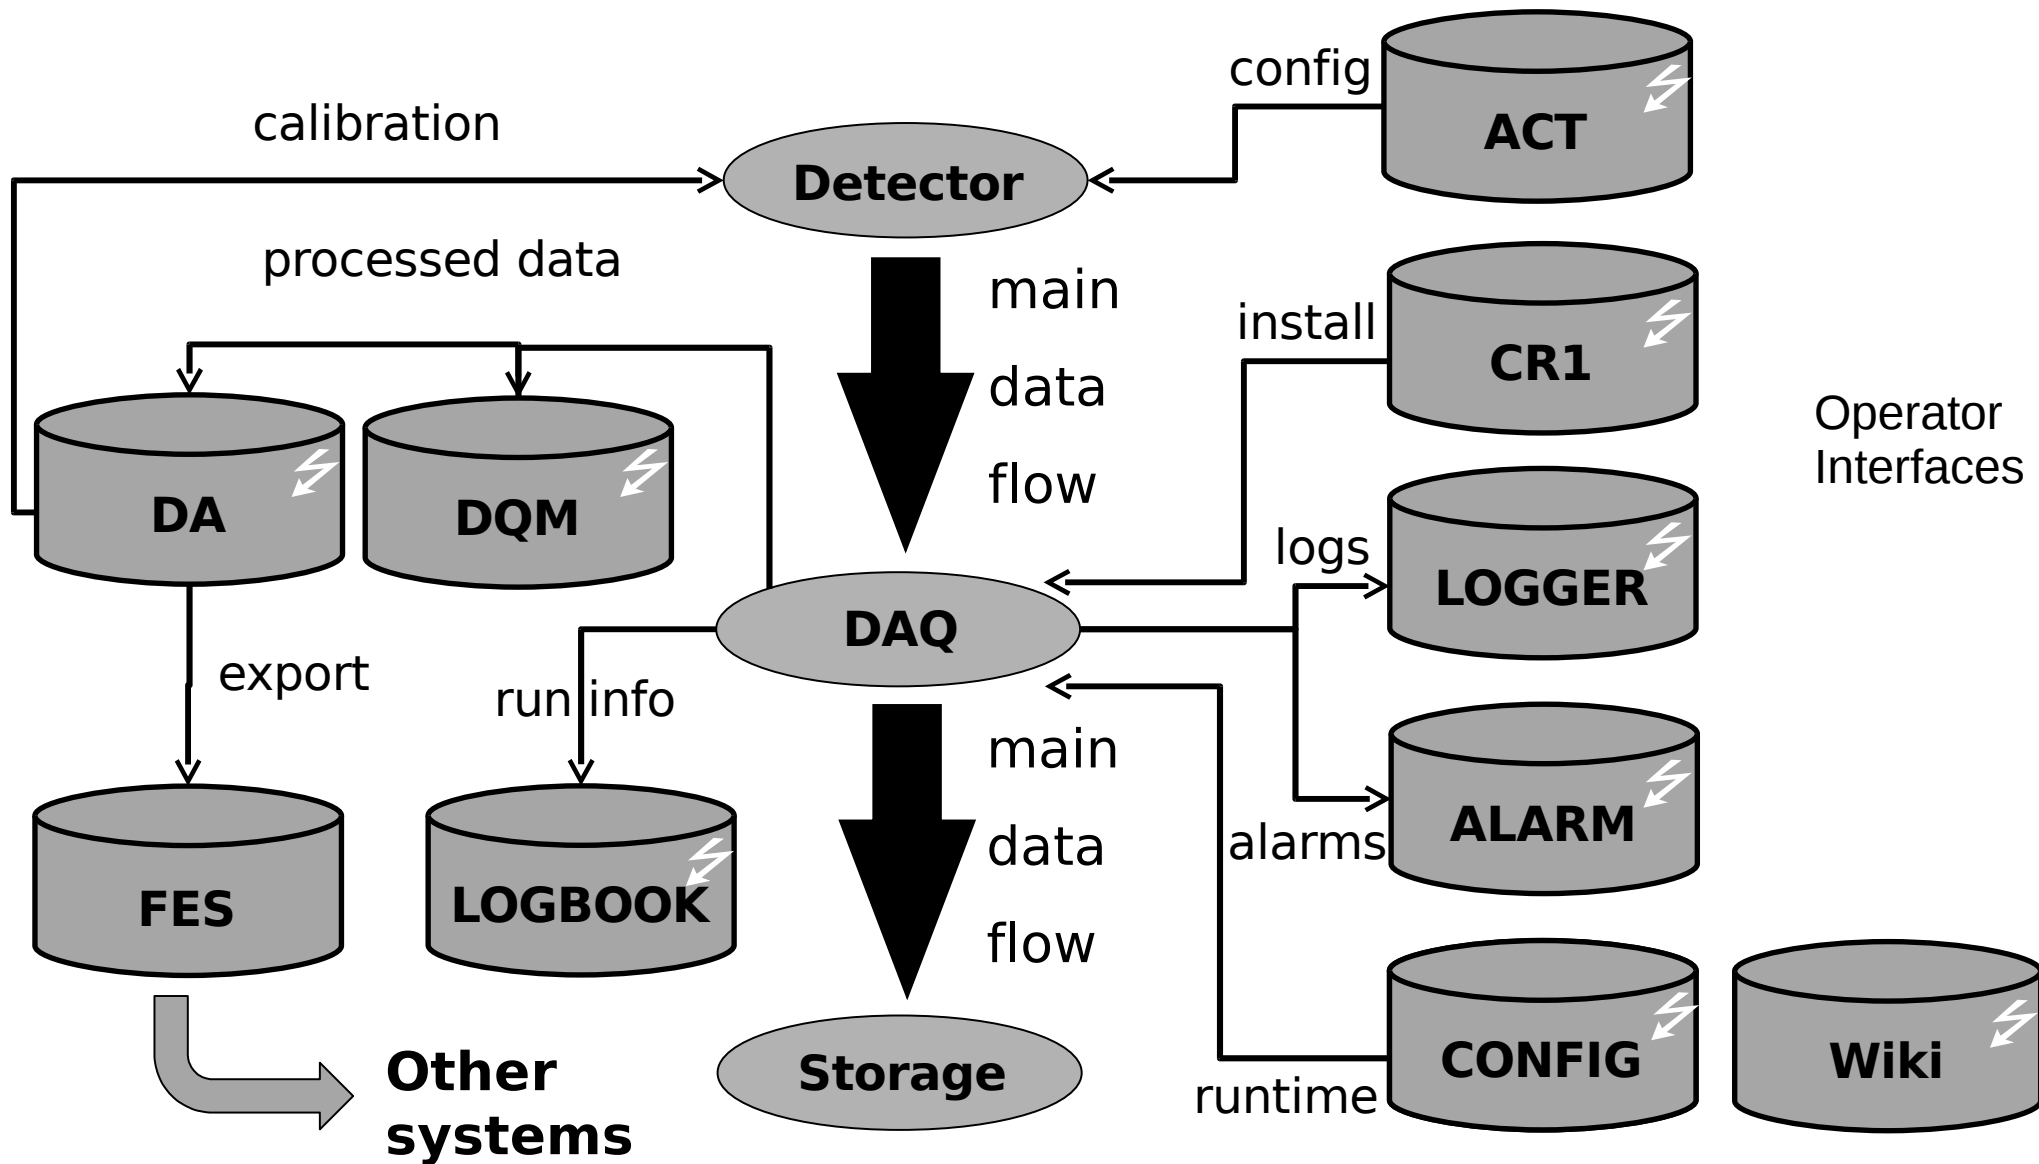 config
ACT
calibration
Detector
processed data
main
data
flow
install
CR1
Operator
Interfaces
DA
DQM
logs
LOGGER
DAQ
export
run info
main
data
flow
alarms
ALARM
FES
LOGBOOK
Other
systems
Storage
runtime
CONFIG
Wiki